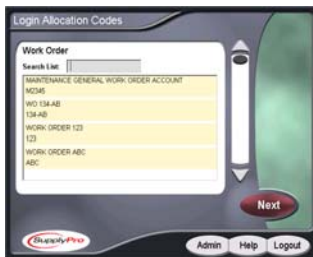 Login Allocation Codes
Work Order
Search List:
MAINTENANCE GENERAL WORK ORDER ACCOUNT
M2345
WO 134-AB
134-AB
WORK ORDER 123
123
WORK ORDER ABC
ABC
Next
SupplyPro
Admin Help Logout